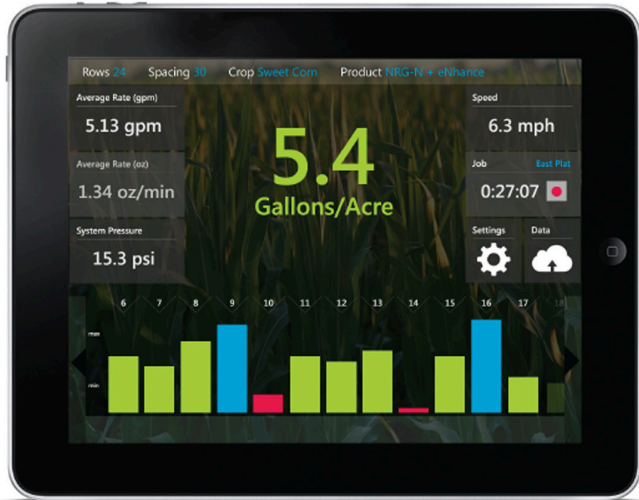 Rows 24 Spacing 30 Crop Sweet Corn Product NRG-N + eNhance
Average Rate (gpm)
5.13 gpm
Average Rate (oz)
1.34 oz/min
System Pressure
15.3 psi
5.4
Gallons/Acre
Speed
6.3 mph
Job East Plat
0:27:07
Settings Data
6 7 8 9 10 11 12 13 14 15 16 17 18
max
min